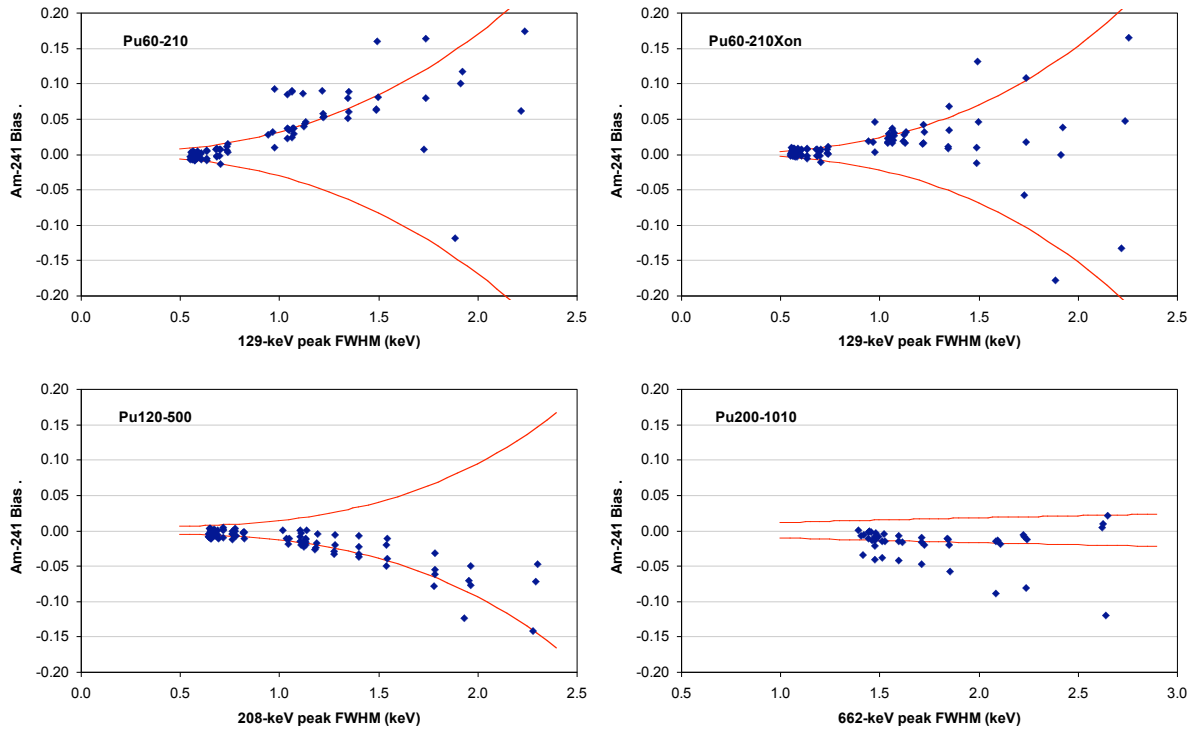 Pu60-210
Am-241 Bias .
0.20
0.15
0.10
0.05
0.00
-0.05
-0.10
-0.15
-0.20
0.0 0.5 1.0 1.5 2.0 2.5
129-keV peak FWHM (keV)
Pu60-210Xon
Am-241 Bias .
0.20
0.15
0.10
0.05
0.00
-0.05
-0.10
-0.15
-0.20
0.0 0.5 1.0 1.5 2.0 2.5
129-keV peak FWHM (keV)
Pu120-500
Am-241 Bias .
0.20
0.15
0.10
0.05
0.00
-0.05
-0.10
-0.15
-0.20
0.0 0.5 1.0 1.5 2.0 2.5
208-keV peak FWHM (keV)
Pu200-1010
Am-241 Bias .
0.20
0.15
0.10
0.05
0.00
-0.05
-0.10
-0.15
-0.20
0.5 1.0 1.5 2.0 2.5 3.0
662-keV peak FWHM (keV)